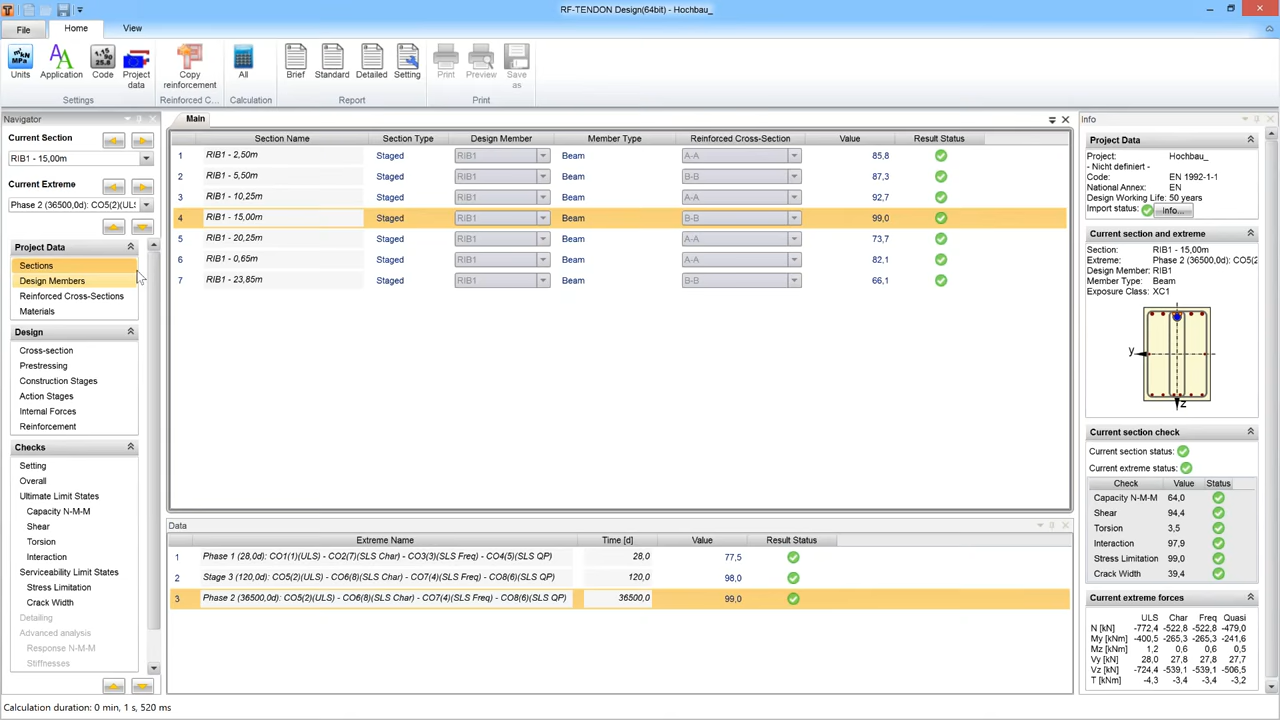 RF-TENDON Design(64bit) - Hochbau_
File Home View
Units Application Code Project data
Settings
Copy reinforcement
Reinforced C...
All
Calculation
Brief Standard Detailed Setting
Report
Print Preview Save as
Print
Navigator
Current Section
RIB1 - 15,00m
Current Extreme
Phase 2 (36500,0d): CO5(2)(ULS
Project Data
Sections
Design Members
Reinforced Cross-Sections
Materials
Design
Cross-section
Prestressing
Construction Stages
Action Stages
Internal Forces
Reinforcement
Checks
Setting
Overall
Ultimate Limit States
Capacity N-M-M
Shear
Torsion
Interaction
Serviceability Limit States
Stress Limitation
Crack Width
Detailing
Advanced analysis
Response N-M-M
Stiffnesses
Main
Section Name Section Type Design Member Member Type Reinforced Cross-Section Value Result Status
1 RIB1 - 2,50m Staged RIB1 Beam A-A 85,8
2 RIB1 - 5,50m Staged RIB1 Beam B-B 87,3
3 RIB1 - 10,25m Staged RIB1 Beam A-A 92,7
4 RIB1 - 15,00m Staged RIB1 Beam B-B 99,0
5 RIB1 - 20,25m Staged RIB1 Beam A-A 73,7
6 RIB1 - 0,65m Staged RIB1 Beam A-A 82,1
7 RIB1 - 23,85m Staged RIB1 Beam B-B 66,1
Data
Extreme Name Time [d] Value Result Status
1 Phase 1 (28,0d): CO1(1)(ULS) - CO2(7)(SLS Char) - CO3(3)(SLS Freq) - CO4(5)(SLS QP) 28,0 77,5
2 Stage 3 (120,0d): CO5(2)(ULS) - CO6(8)(SLS Char) - CO7(4)(SLS Freq) - CO8(6)(SLS QP) 120,0 98,0
3 Phase 2 (36500,0d): CO5(2)(ULS) - CO6(8)(SLS Char) - CO7(4)(SLS Freq) - CO8(6)(SLS QP) 36500,0 99,0
Info
Project Data
Project: Hochbau_
- Nicht definiert -
Code: EN 1992-1-1
National Annex: EN
Design Working Life: 50 years
Import status: Info...
Current section and extreme
Section: RIB1 - 15,00m
Extreme: Phase 2 (36500,0d): CO5(2
Design Member: RIB1
Member Type: Beam
Exposure Class: XC1
y
z
Current section check
Current section status:
Current extreme status:
Check Value Status
Capacity N-M-M 64,0
Shear 94,4
Torsion 3,5
Interaction 97,9
Stress Limitation 99,0
Crack Width 39,4
Current extreme forces
ULS Char Freq Quasi
N [kN] -772,4 -522,8 -522,8 -479,0
My [kNm] -400,5 -265,3 -265,3 -241,6
Mz [kNm] 1,2 0,6 0,6 0,5
Vy [kN] 28,0 27,8 27,8 27,7
Vz [kN] -724,4 -539,1 -539,1 -506,5
T [kNm] -4,3 -3,4 -3,4 -3,2
Calculation duration: 0 min, 1 s, 520 ms